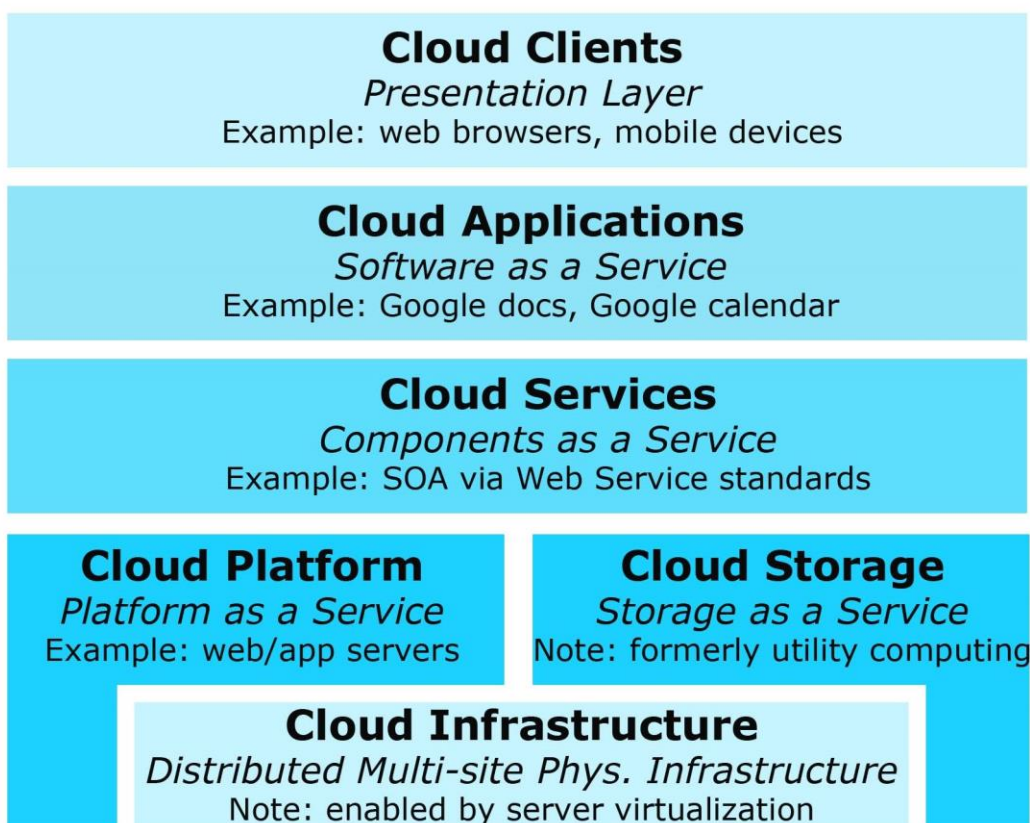 Cloud Clients
Presentation Layer
Example: web browsers, mobile devices
Cloud Applications
Software as a Service
Example: Google docs, Google calendar
Cloud Services
Components as a Service
Example: SOA via Web Service standards
Cloud Platform
Platform as a Service
Example: web/app servers
Cloud Storage
Storage as a Service
Note: formerly utility computing
Cloud Infrastructure
Distributed Multi-site Phys. Infrastructure
Note: enabled by server virtualization